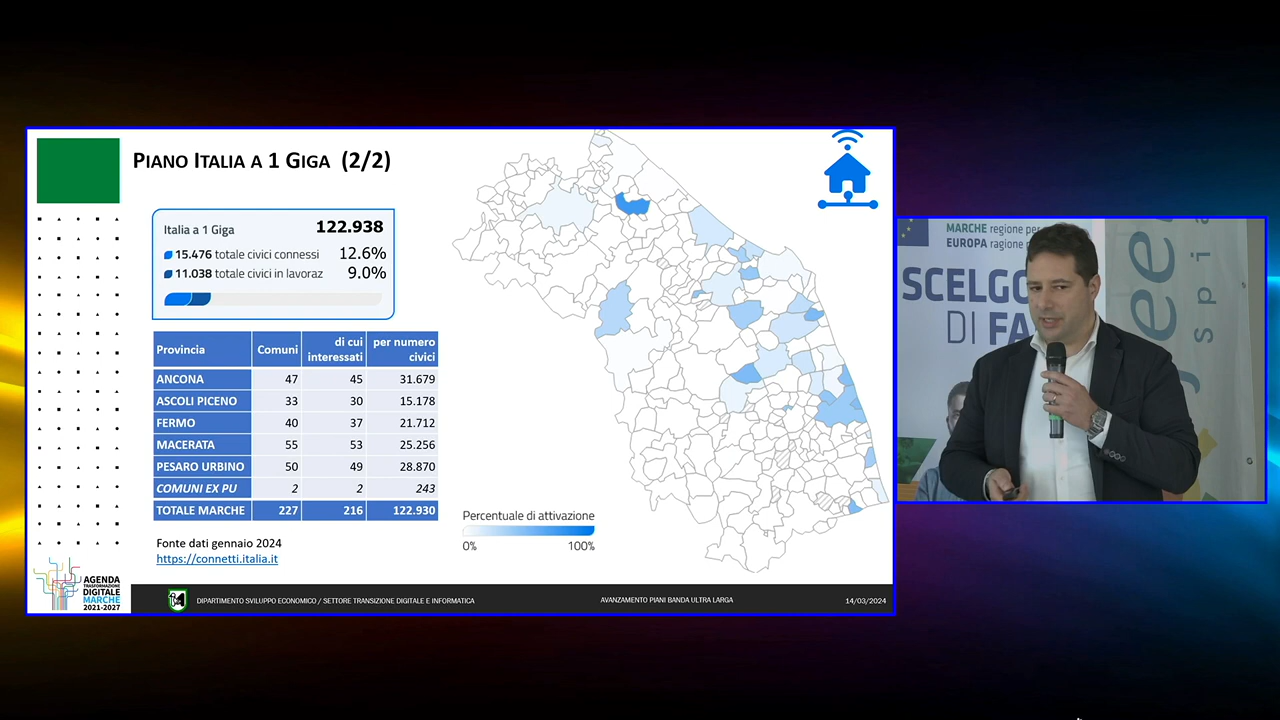 PIANO ITALIA A 1 GIGA (2/2)
Italia a 1 Giga 122.938
15.476 totale civici connessi 12.6%
11.038 totale civici in lavoraz 9.0%
Provincia Comuni di cui interessati per numero civici
ANCONA 47 45 31.679
ASCOLI PICENO 33 30 15.178
FERMO 40 37 21.712
MACERATA 55 53 25.256
PESARO URBINO 50 49 28.870
COMUNI EX PU 2 2 243
TOTALE MARCHE 227 216 122.930
Fonte dati gennaio 2024
https://connetti.italia.it
Percentuale di attivazione
0% 100%
AGENDA
TRASFORMAZIONE
DIGITALE
MARCHE
2021-2027
DIPARTIMENTO SVILUPPO ECONOMICO / SETTORE TRANSIZIONE DIGITALE E INFORMATICA
AVANZAMENTO PIANI BANDA ULTRA LARGA
14/03/2024
MARCHE regione per
EUROPA ragione p
SCELGO
DI FA
ee
spia